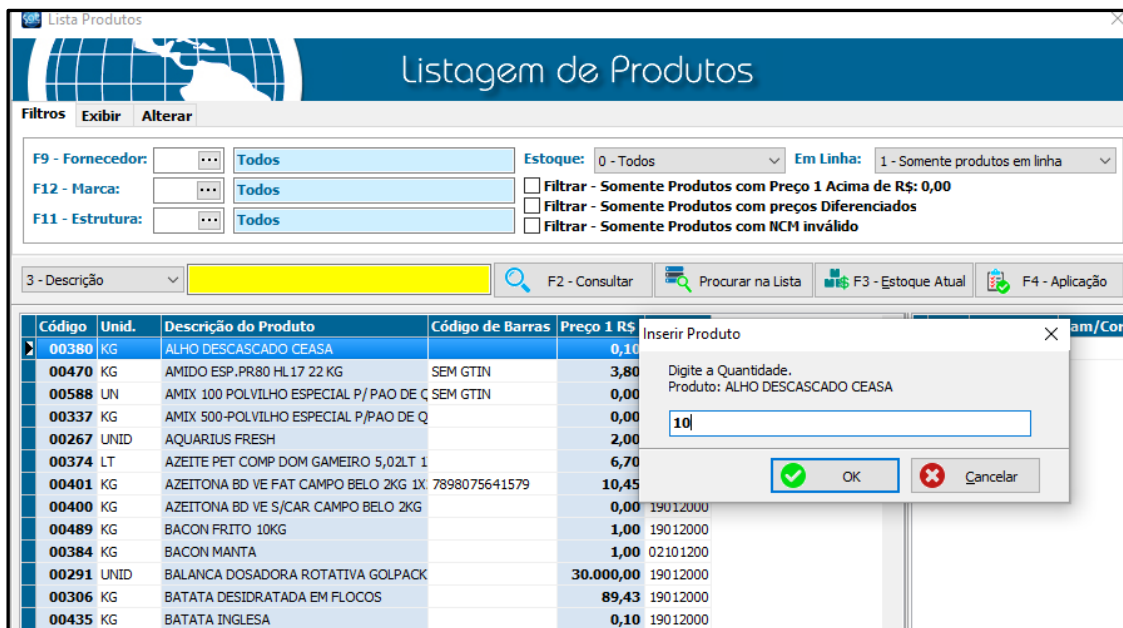 Lista Produtos
Listagem de Produtos
Filtros Exibir Alterar
F9 - Fornecedor: ... Todos Estoque: 0 - Todos Em Linha: 1 - Somente produtos em linha
F12 - Marca: ... Todos Filtrar - Somente Produtos com Preço 1 Acima de R$: 0,00
Filtrar - Somente Produtos com preços Diferenciados
F11 - Estrutura: ... Todos Filtrar - Somente Produtos com NCM inválido
3 - Descrição F2 - Consultar Procurar na Lista F3 - Estoque Atual F4 - Aplicação
Código Unid. Descrição do Produto Código de Barras Preço 1 R$ am/Cor
00380 KG ALHO DESCASCADO CEASA 0,10
00470 KG AMIDO ESP.PR80 HL17 22 KG SEM GTIN 3,80
00588 UN AMIX 100 POLVILHO ESPECIAL P/ PAO DE Q SEM GTIN 0,00
00337 KG AMIX 500-POLVILHO ESPECIAL P/PAO DE Q 0,00
00267 UNID AQUARIUS FRESH 2,00
00374 LT AZEITE PET COMP DOM GAMEIRO 5,02LT 1 6,70
00401 KG AZEITONA BD VE FAT CAMPO BELO 2KG 1X 7898075641579 10,45
00400 KG AZEITONA BD VE S/CAR CAMPO BELO 2KG 0,00 19012000
00489 KG BACON FRITO 10KG 1,00 19012000
00384 KG BACON MANTA 1,00 02101200
00291 UNID BALANCA DOSADORA ROTATIVA GOLPACK 30.000,00 19012000
00306 KG BATATA DESIDRATADA EM FLOCOS 89,43 19012000
00435 KG BATATA INGLESA 0,10 19012000
Inserir Produto
Digite a Quantidade.
Produto: ALHO DESCASCADO CEASA
10
OK Cancelar